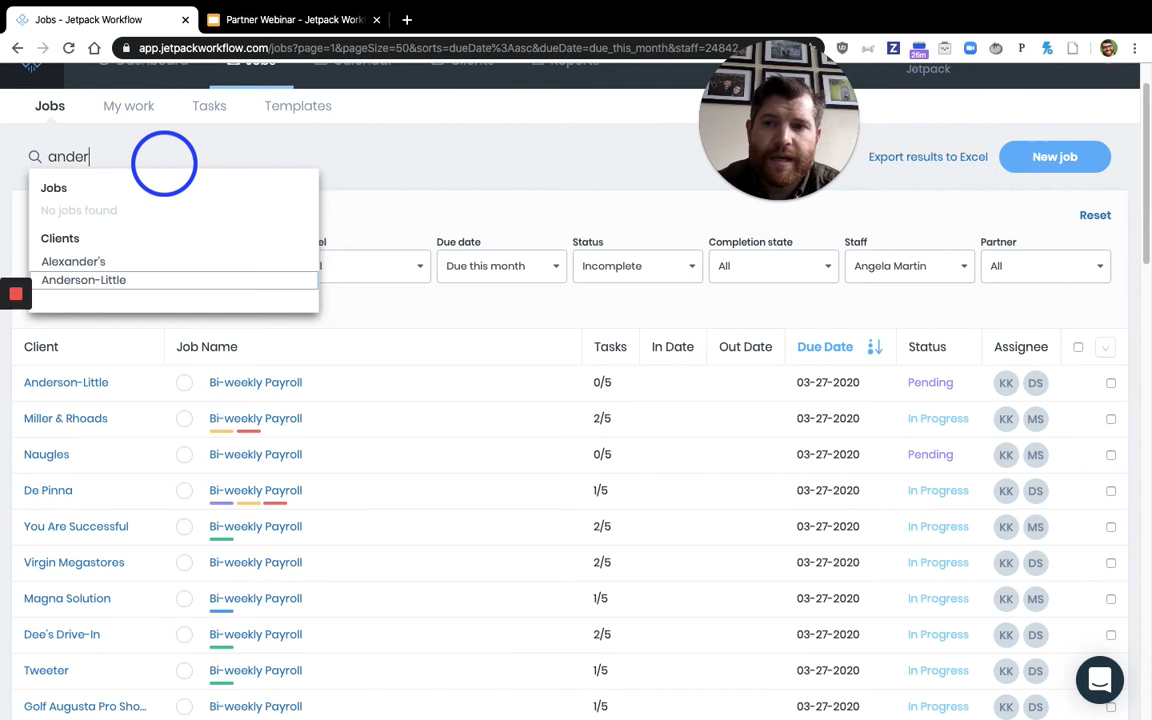 Jobs - Jetpack Workflow
Partner Webinar - Jetpack Work
app.jetpackworkflow.com/jobs?page=1&pageSize=50&sorts=dueDate%3Aasc&dueDate=due_this_month&staff=24842
26m
Jetpack
Jobs
My work
Tasks
Templates
ander
Export results to Excel
New job
Jobs
No jobs found
Clients
Alexander's
Anderson-Little
Reset
Due date
Status
Completion state
Staff
Partner
Due this month
Incomplete
All
Angela Martin
All
Client
Job Name
Tasks
In Date
Out Date
Due Date
Status
Assignee
Anderson-Little Bi-weekly Payroll 0/5 03-27-2020 Pending KK DS
Miller & Rhoads Bi-weekly Payroll 2/5 03-27-2020 In Progress KK MS
Naugles Bi-weekly Payroll 0/5 03-27-2020 Pending KK MS
De Pinna Bi-weekly Payroll 1/5 03-27-2020 In Progress KK DS
You Are Successful Bi-weekly Payroll 2/5 03-27-2020 In Progress KK MS
Virgin Megastores Bi-weekly Payroll 2/5 03-27-2020 In Progress KK DS
Magna Solution Bi-weekly Payroll 1/5 03-27-2020 In Progress KK MS
Dee's Drive-In Bi-weekly Payroll 2/5 03-27-2020 In Progress KK DS
Tweeter Bi-weekly Payroll 1/5 03-27-2020 In Progress KK DS
Golf Augusta Pro Sho... Bi-weekly Payroll 1/5 03-27-2020 In Progress KK DS